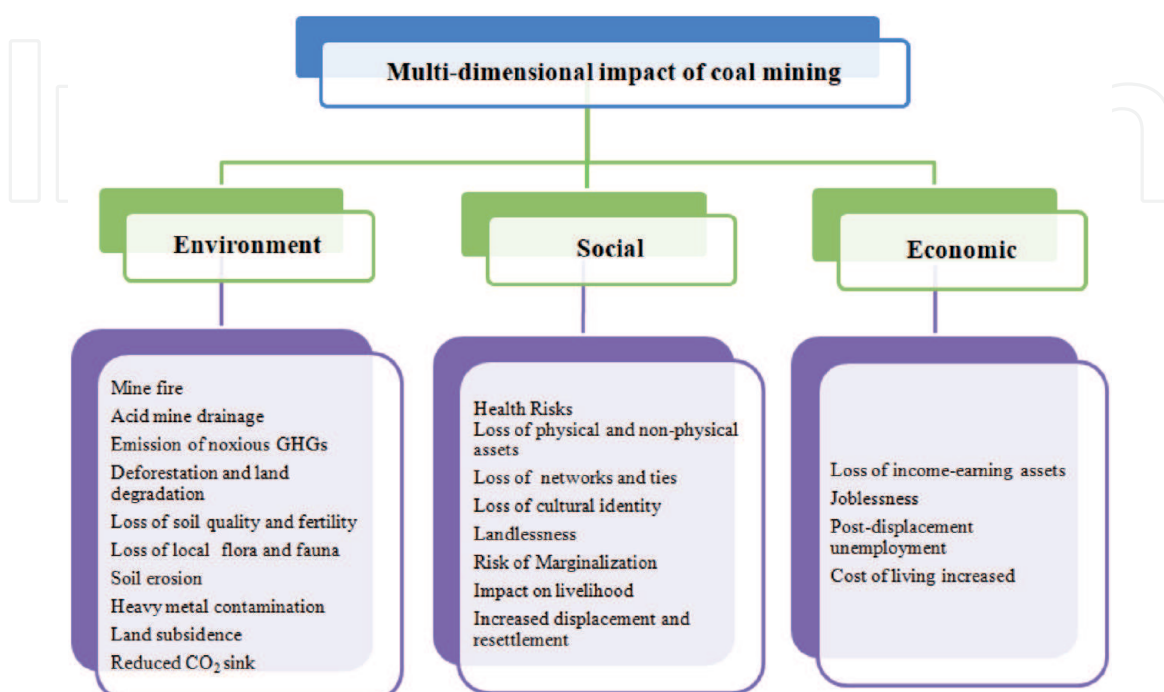 Multi-dimensional impact of coal mining
Environment
Social
Economic
Mine fire
Acid mine drainage
Emission of noxious GHGs
Deforestation and land
degradation
Loss of soil quality and fertility
Loss of local flora and fauna
Soil erosion
Heavy metal contamination
Land subsidence
Reduced CO₂ sink
Health Risks
Loss of physical and non-physical
assets
Loss of networks and ties
Loss of cultural identity
Landlessness
Risk of Marginalization
Impact on livelihood
Increased displacement and
resettlement
Loss of income-earning assets
Joblessness
Post-displacement
unemployment
Cost of living increased